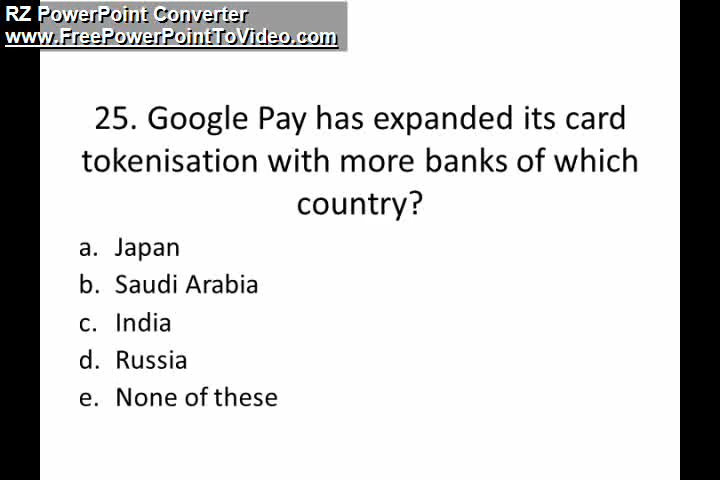 RZ PowerPoint Converter
www.FreePowerPointToVideo.com
25. Google Pay has expanded its card
tokenisation with more banks of which
country?
a. Japan
b. Saudi Arabia
c. India
d. Russia
e. None of these